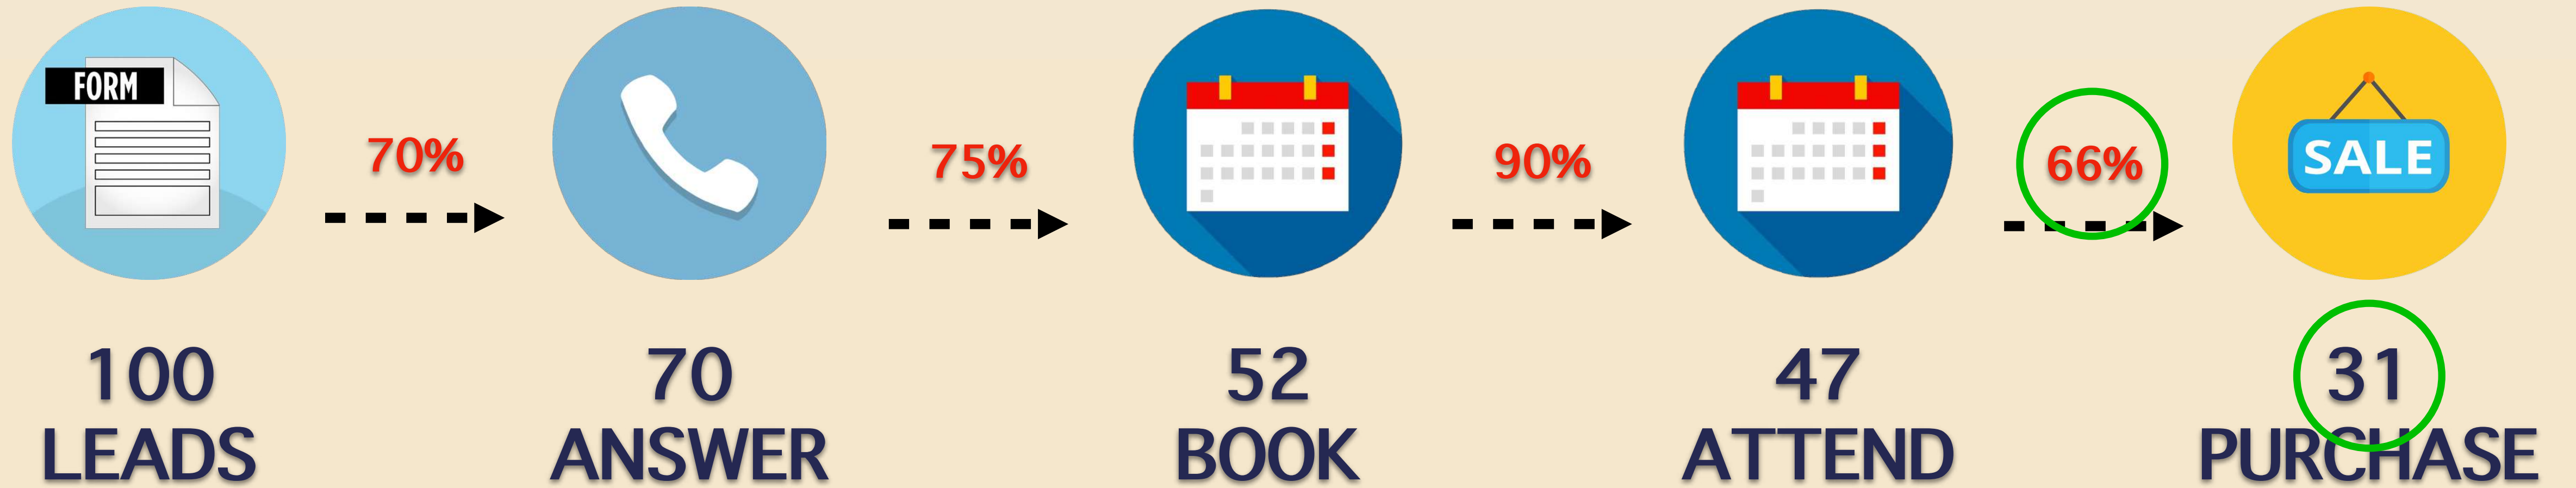 FORM
70%
75%
90%
66%
SALE
100
LEADS
70
ANSWER
52
BOOK
47
ATTEND
31
PURCHASE